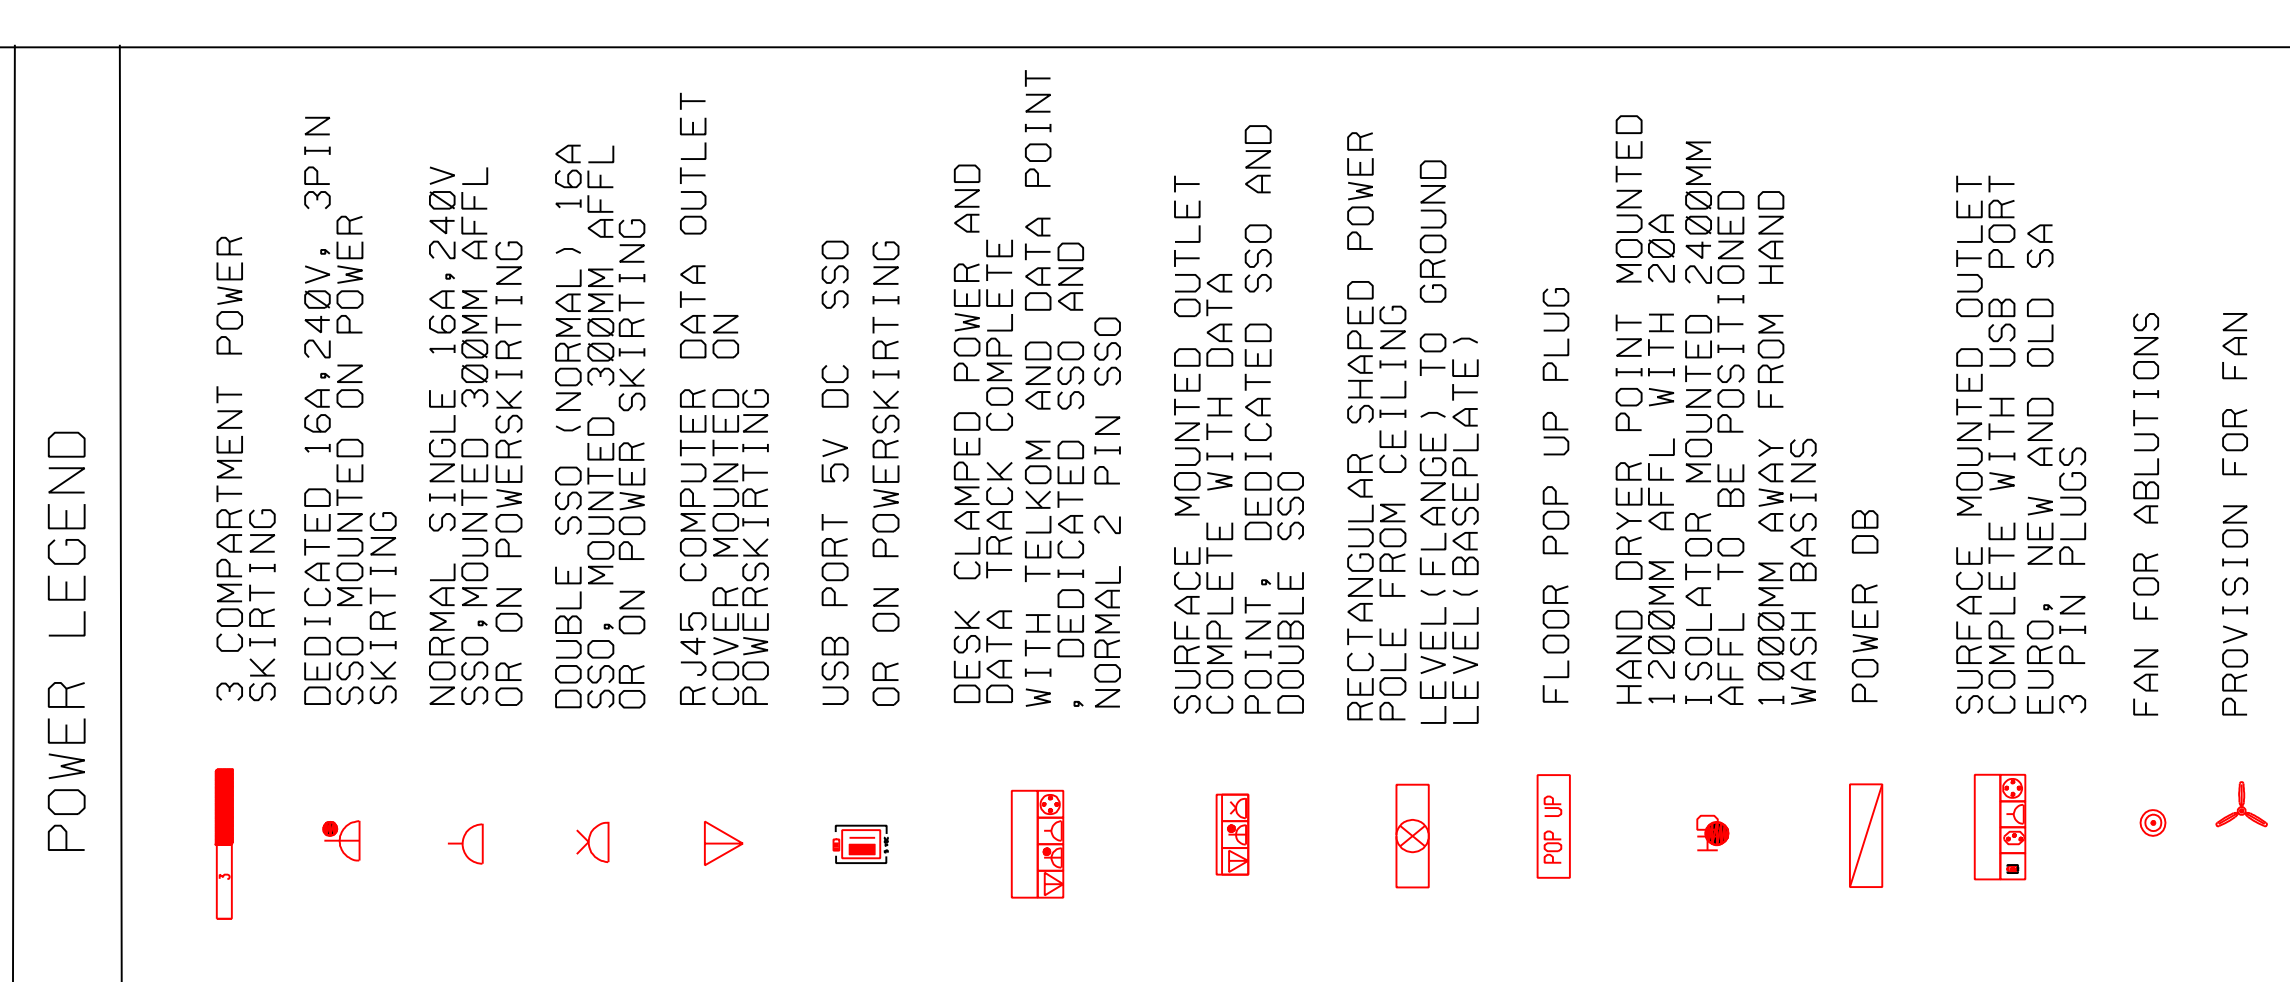 POWER LEGEND
3 COMPARTMENT POWER
SKIRTING
3
DEDICATED 16A,240V, 3PIN
SSO MOUNTED ON POWER
SKIRTING
NORMAL SINGLE 16A,240V
SSO,MOUNTED 300MM AFFL
OR ON POWERSKIRTING
DOUBLE SSO (NORMAL) 16A
SSO, MOUNTED 300MM AFFL
OR ON POWER SKIRTING
RJ45 COMPUTER DATA OUTLET
COVER MOUNTED ON
POWERSKIRTING
USB PORT 5V DC SSO
OR ON POWERSKIRTING
DESK CLAMPED POWER AND
DATA TRACK COMPLETE
WITH TELKOM AND DATA POINT
, DEDICATED SSO AND
NORMAL 2 PIN SSO
SURFACE MOUNTED OUTLET
COMPLETE WITH DATA
POINT, DEDICATED SSO AND
DOUBLE SSO
RECTANGULAR SHAPED POWER
POLE FROM CEILING
LEVEL(FLANGE) TO GROUND
LEVEL(BASEPLATE)
FLOOR POP UP PLUG
POP UP
HAND DRYER POINT MOUNTED
1200MM AFFL WITH 20A
ISOLATOR MOUNTED 2400MM
AFFL TO BE POSITIONED
1000MM AWAY FROM HAND
WASH BASINS
HD
POWER DB
SURFACE MOUNTED OUTLET
COMPLETE WITH USB PORT
EURO, NEW AND OLD SA
3 PIN PLUGS
FAN FOR ABLUTIONS
PROVISION FOR FAN